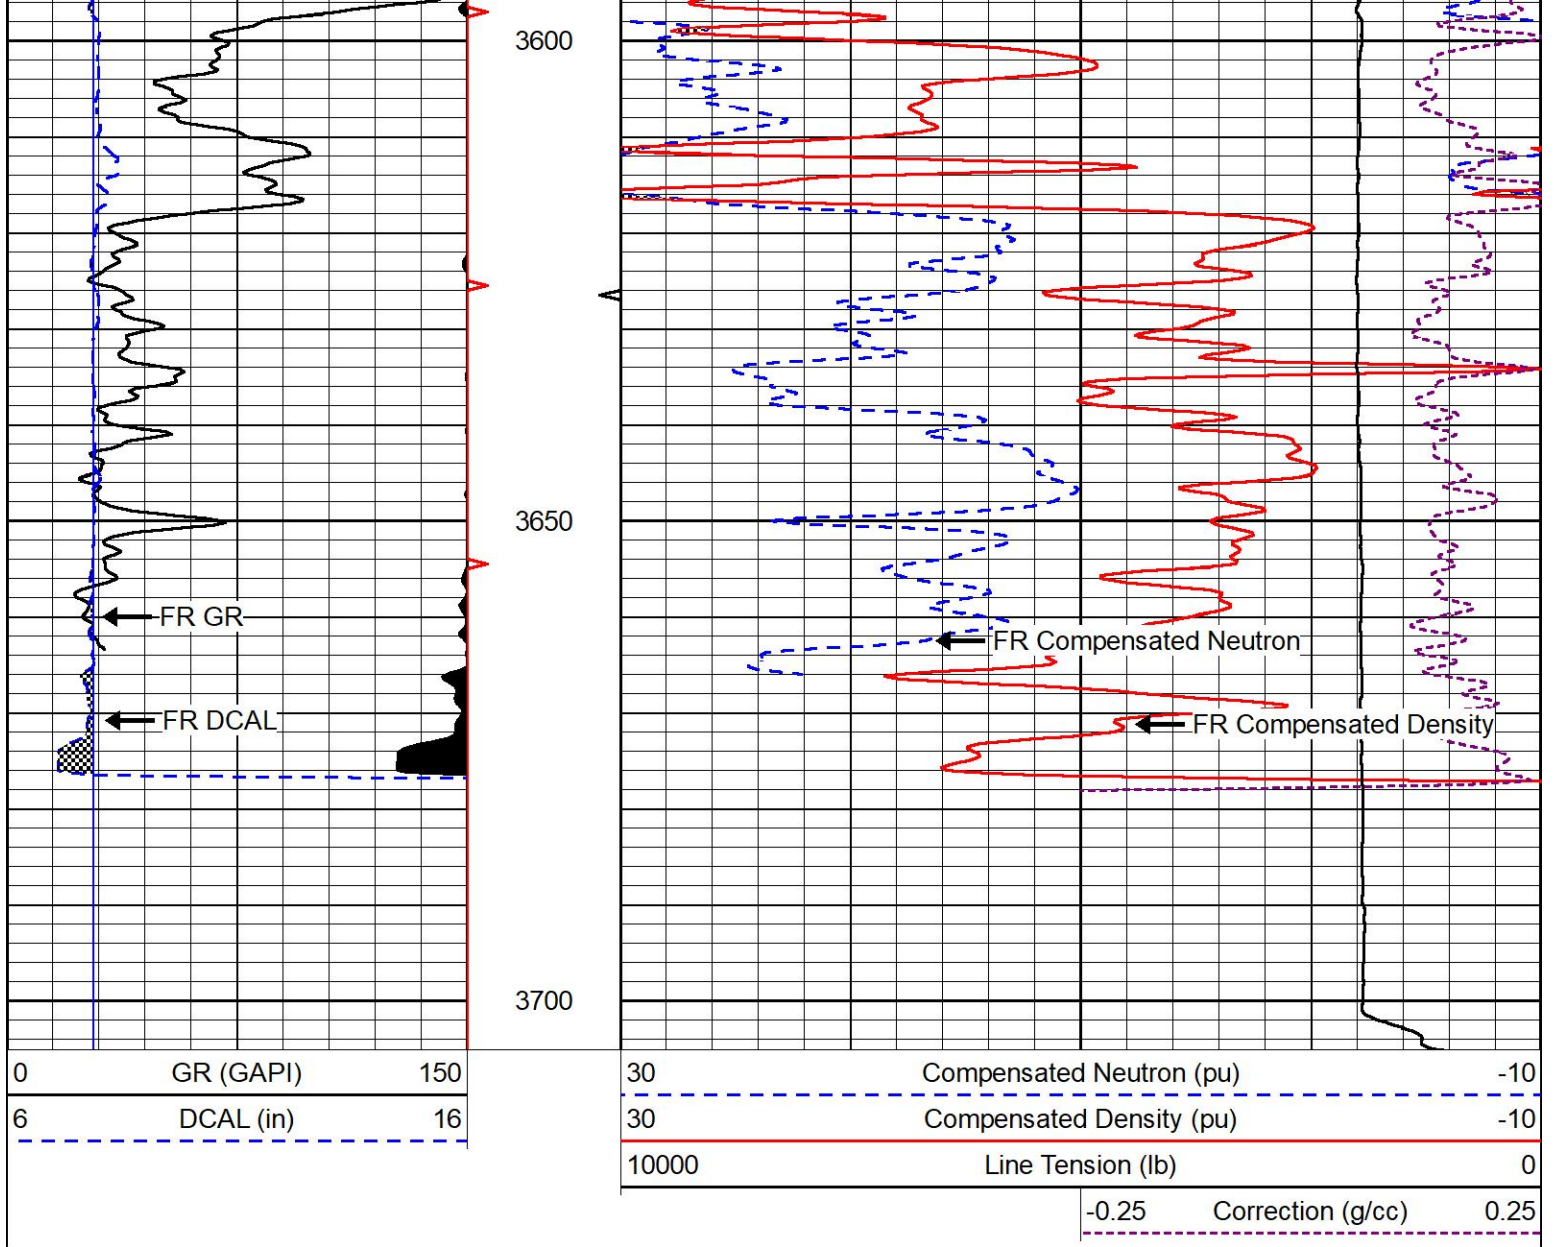 3600
3650
FR GR
FR Compensated Neutron
FR DCAL
FR Compensated Density
3700
0 GR (GAPI) 150
6 DCAL (in) 16
30 Compensated Neutron (pu) -10
30 Compensated Density (pu) -10
10000 Line Tension (lb) 0
-0.25 Correction (g/cc) 0.25